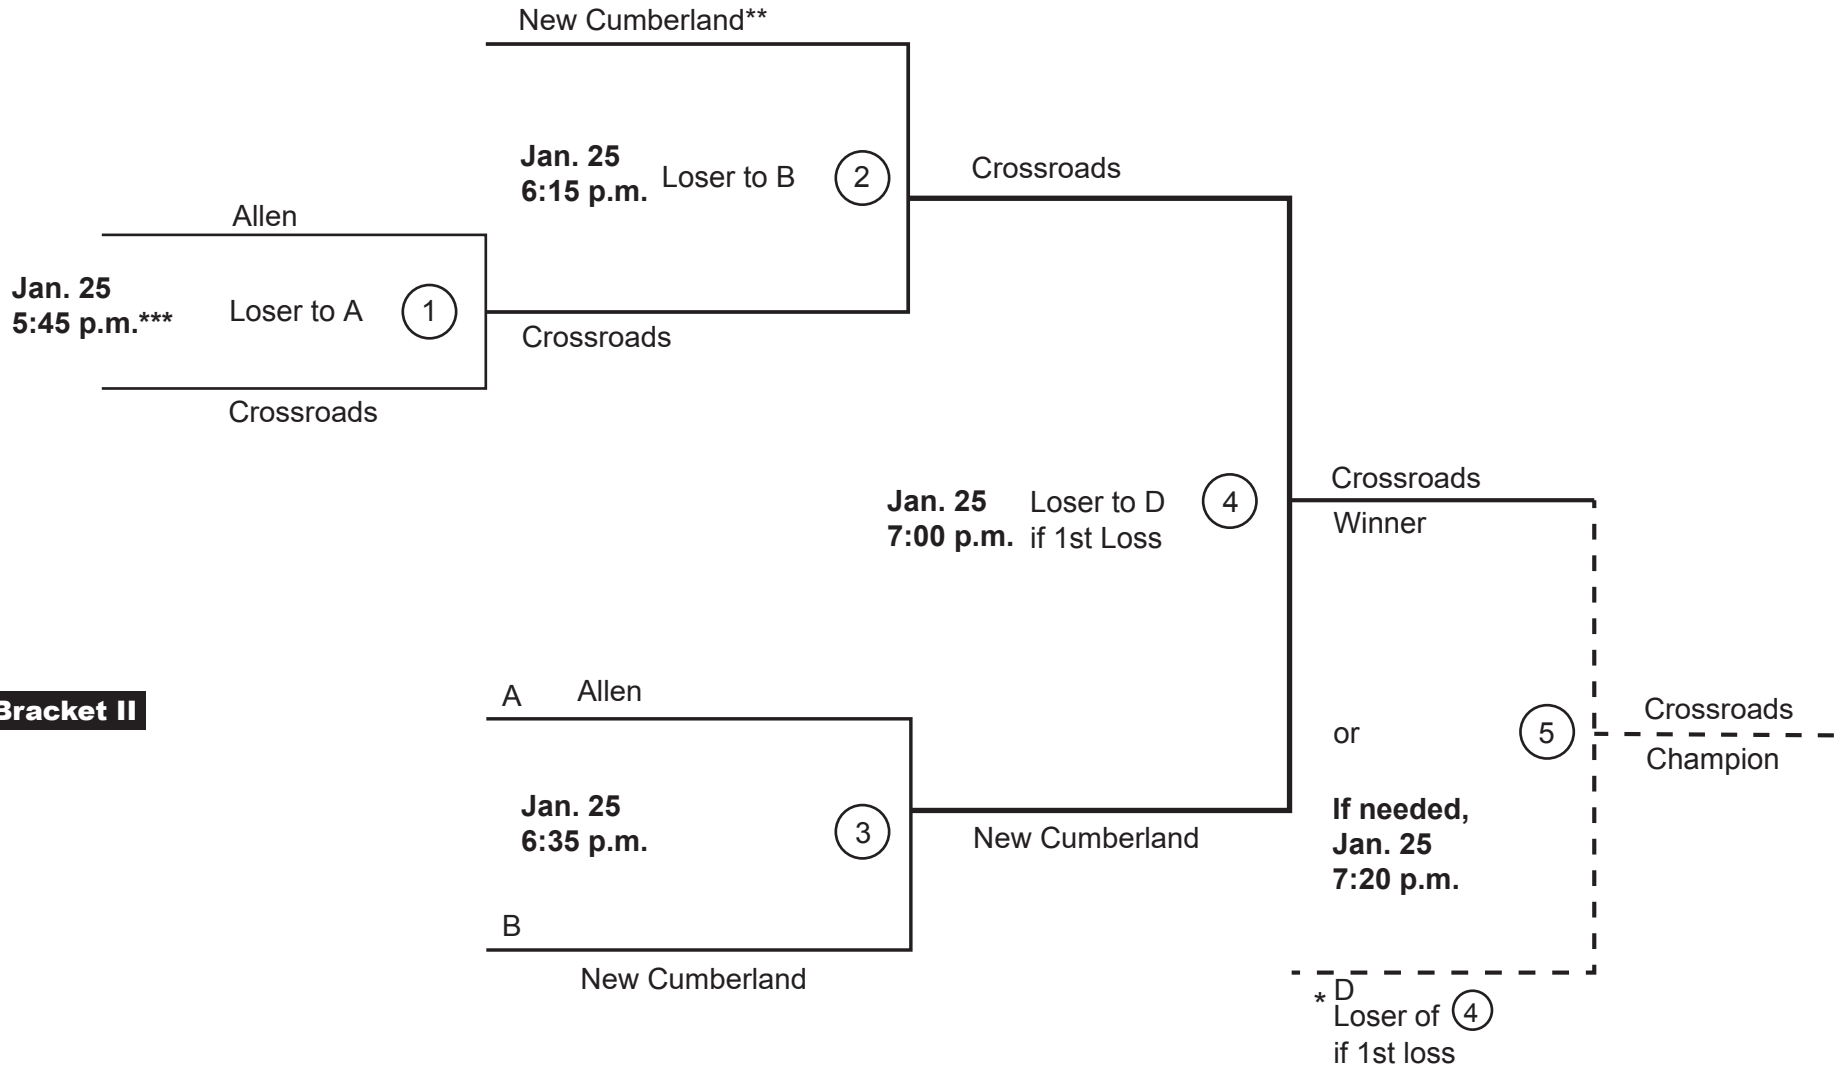 New Cumberland**
Jan. 25
6:15 p.m.
Loser to B
2
Crossroads
Allen
Jan. 25
5:45 p.m.***
Loser to A
1
Crossroads
Crossroads
Jan. 25
7:00 p.m.
Loser to D
if 1st Loss
4
Crossroads
Winner
Bracket II
A
Allen
Jan. 25
6:35 p.m.
3
New Cumberland
B
New Cumberland
or
5
If needed,
Jan. 25
7:20 p.m.
Crossroads
Champion
* D
Loser of 4
if 1st loss